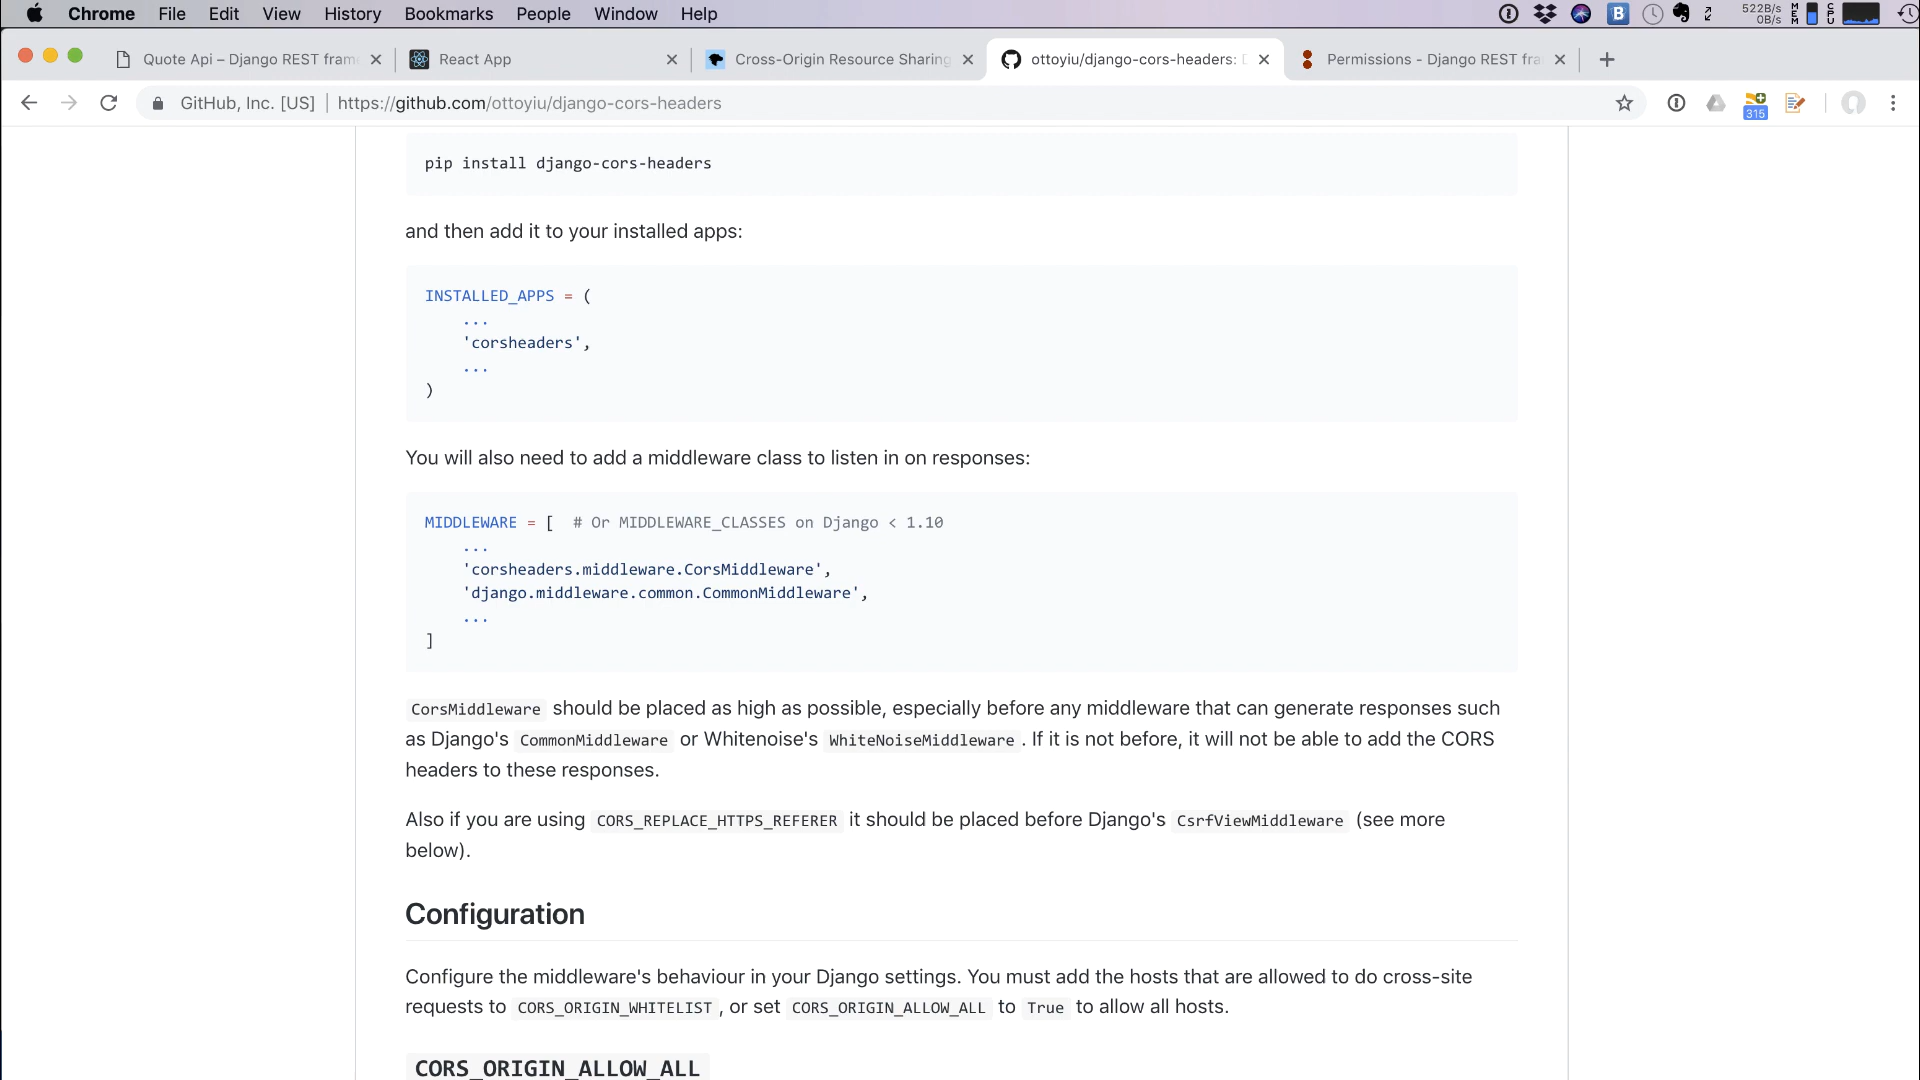 Chrome File Edit View History Bookmarks People Window Help
522B/s
0B/s
MEM
CPU
Quote Api – Django REST fram
React App
Cross-Origin Resource Sharing
ottoyiu/django-cors-headers: D
Permissions - Django REST fra
GitHub, Inc. [US] | https://github.com/ottoyiu/django-cors-headers
315
pip install django-cors-headers
and then add it to your installed apps:
INSTALLED_APPS = (
...
'corsheaders',
...
)
You will also need to add a middleware class to listen in on responses:
MIDDLEWARE = [  # Or MIDDLEWARE_CLASSES on Django < 1.10
...
'corsheaders.middleware.CorsMiddleware',
'django.middleware.common.CommonMiddleware',
...
]
CorsMiddleware should be placed as high as possible, especially before any middleware that can generate responses such
as Django's CommonMiddleware or Whitenoise's WhiteNoiseMiddleware. If it is not before, it will not be able to add the CORS
headers to these responses.
Also if you are using CORS_REPLACE_HTTPS_REFERER it should be placed before Django's CsrfViewMiddleware (see more
below).
Configuration
Configure the middleware's behaviour in your Django settings. You must add the hosts that are allowed to do cross-site
requests to CORS_ORIGIN_WHITELIST, or set CORS_ORIGIN_ALLOW_ALL to True to allow all hosts.
CORS_ORIGIN_ALLOW_ALL